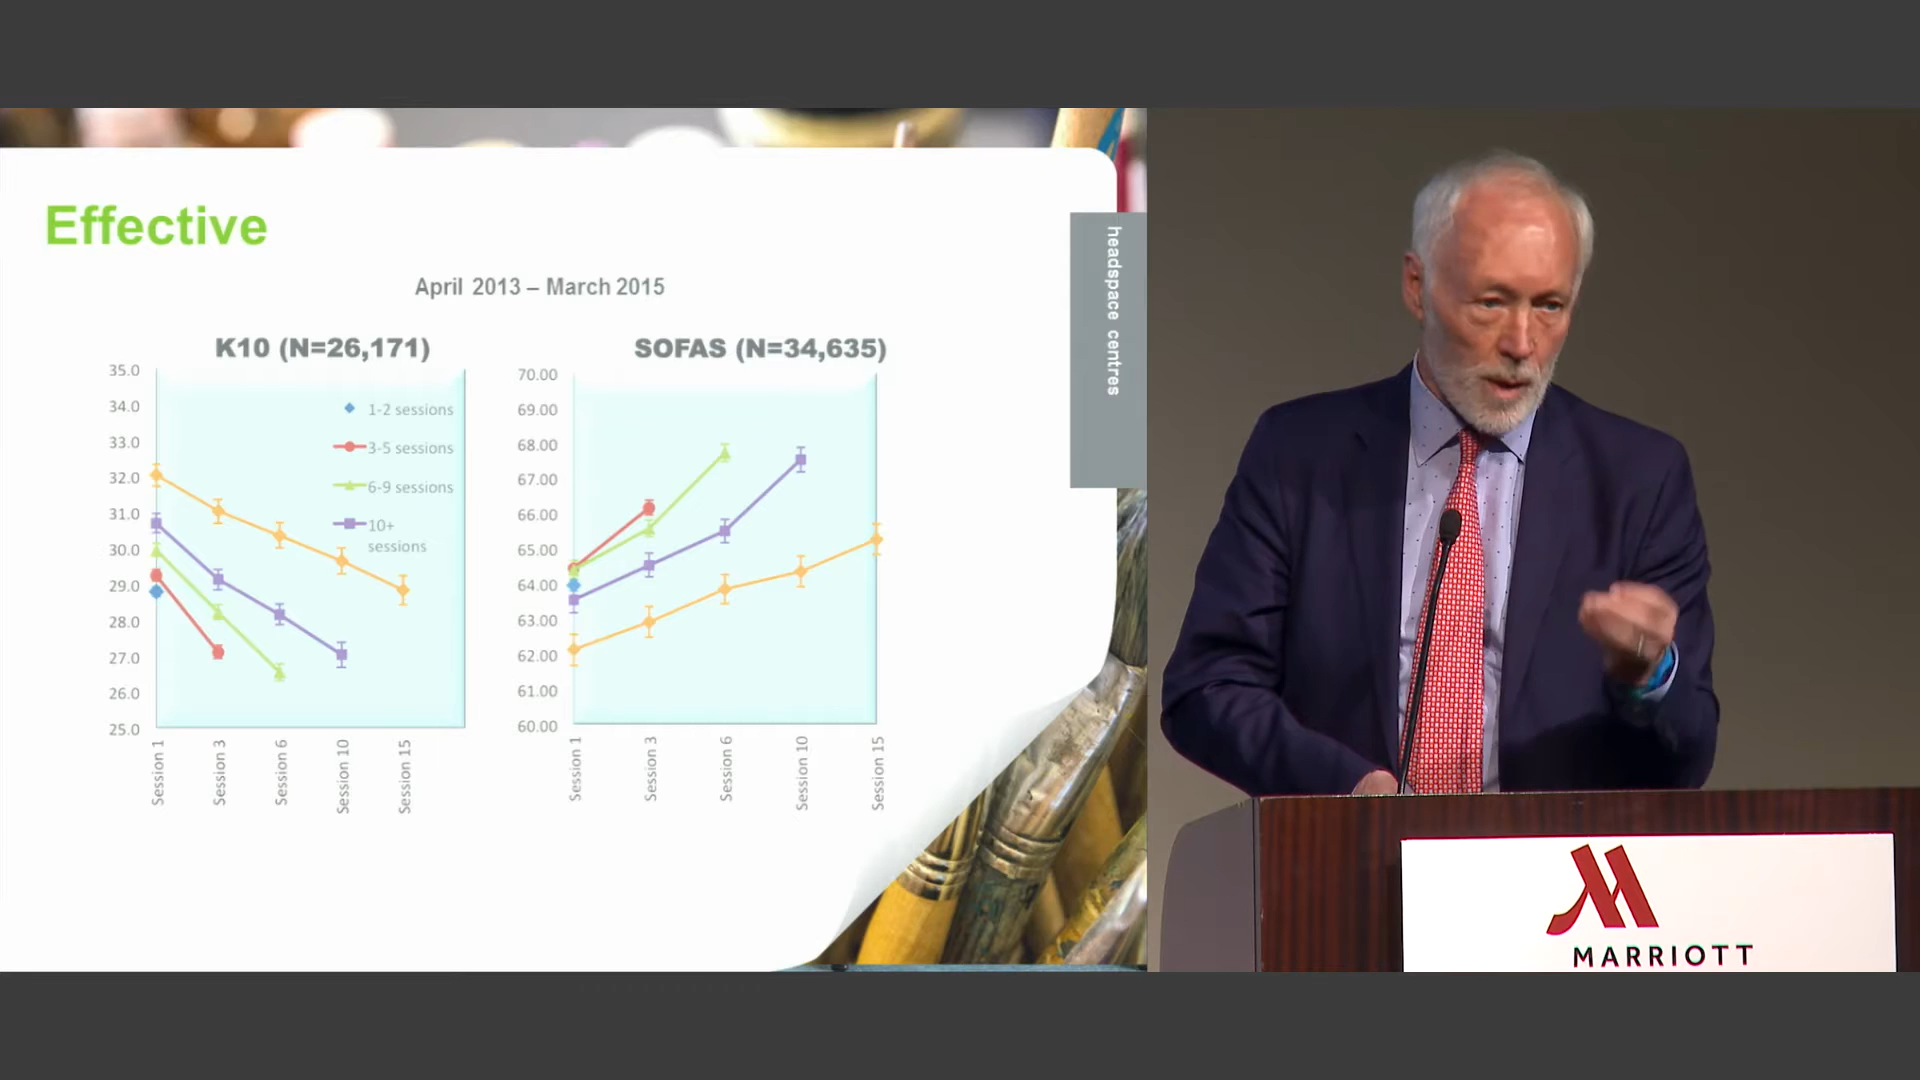 Effective
April 2013 – March 2015
headspace centres
K10 (N=26,171)
35.0
34.0
33.0
32.0
31.0
30.0
29.0
28.0
27.0
26.0
25.0
1-2 sessions
3-5 sessions
6-9 sessions
10+
sessions
Session 1
Session 3
Session 6
Session 10
Session 15
SOFAS (N=34,635)
70.00
69.00
68.00
67.00
66.00
65.00
64.00
63.00
62.00
61.00
60.00
Session 1
Session 3
Session 6
Session 10
Session 15
MARRIOTT